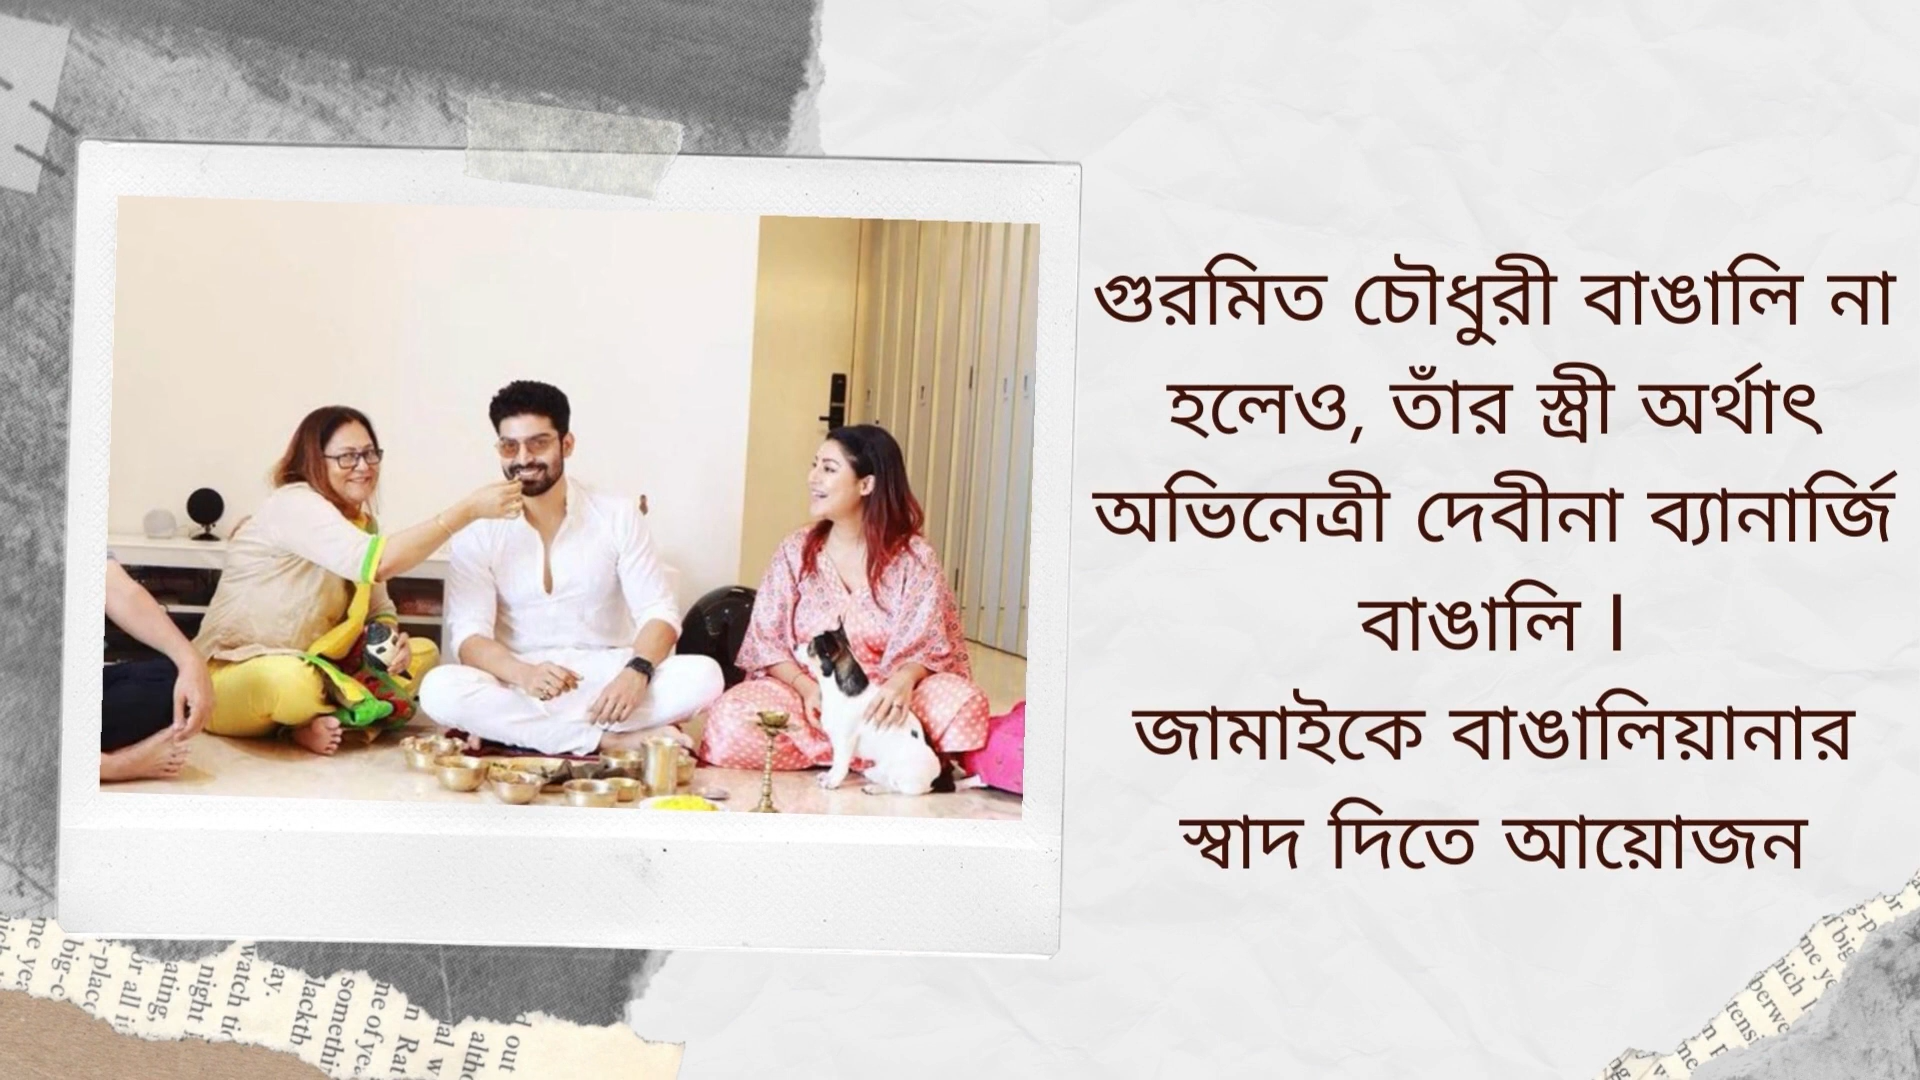 গুরমিত চৌধুরী বাঙালি না
হলেও, তাঁর স্ত্রী অর্থাৎ
অভিনেত্রী দেবীনা ব্যানার্জি
বাঙালি ।
জামাইকে বাঙালিয়ানার
স্বাদ দিতে আয়োজন